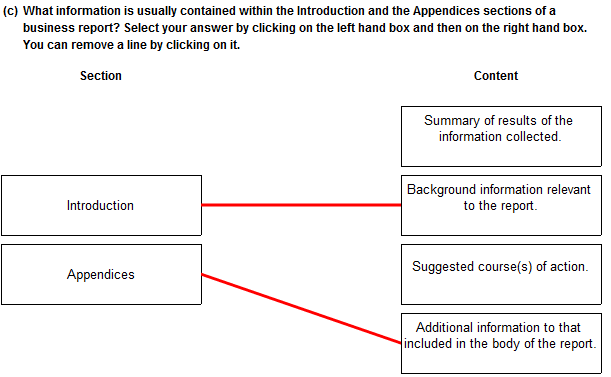 (c) What information is usually contained within the Introduction and the Appendices sections of a
business report? Select your answer by clicking on the left hand box and then on the right hand box.
You can remove a line by clicking on it.
Section
Content
Summary of results of the
information collected.
Introduction
Background information relevant
to the report.
Appendices
Suggested course(s) of action.
Additional information to that
included in the body of the report.